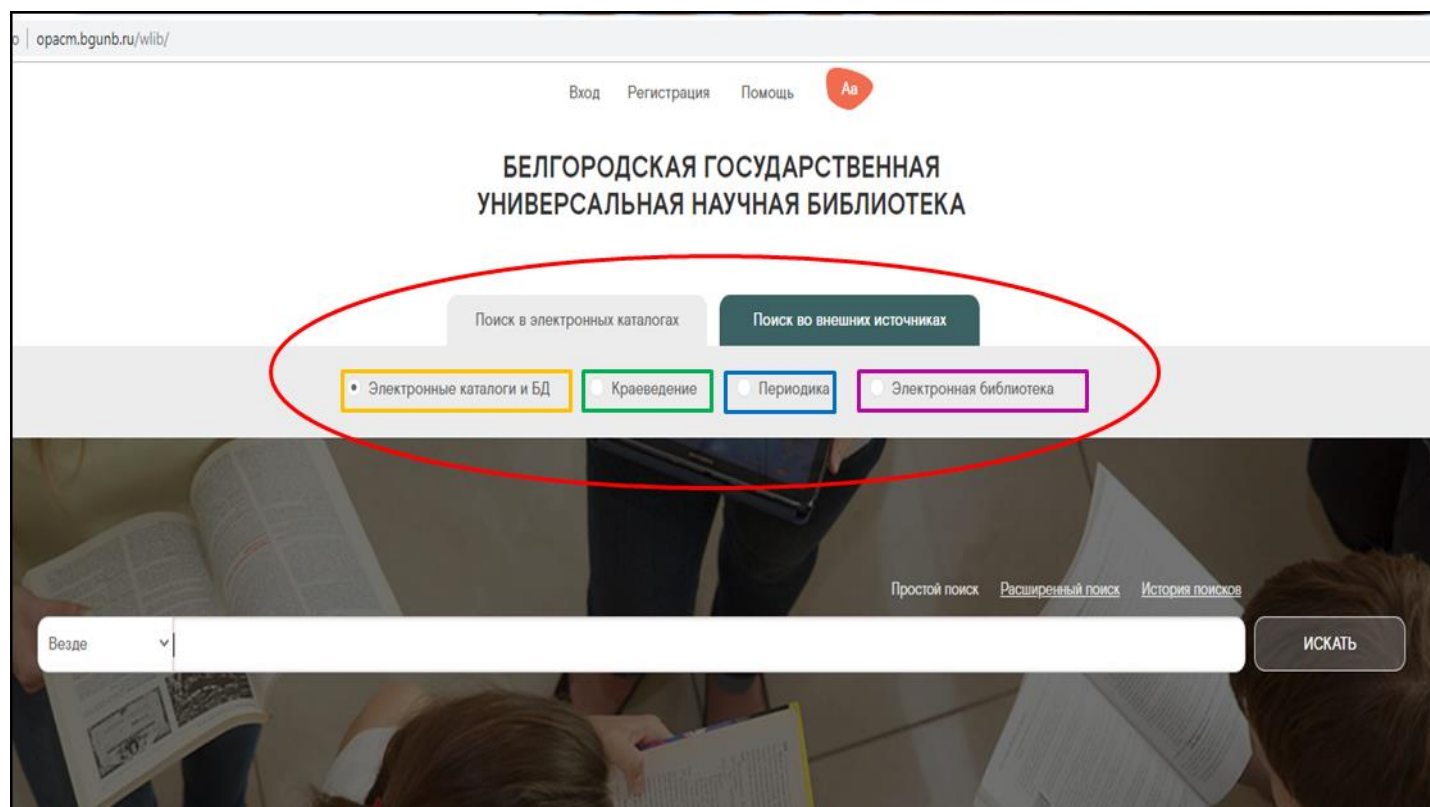 opacm.bgunb.ru/wlib/
Вход Регистрация Помощь Aa
БЕЛГОРОДСКАЯ ГОСУДАРСТВЕННАЯ
УНИВЕРСАЛЬНАЯ НАУЧНАЯ БИБЛИОТЕКА
Поиск в электронных каталогах Поиск во внешних источниках
Электронные каталоги и БД Краеведение Периодика Электронная библиотека
Простой поиск Расширенный поиск История поисков
Везде ИСКАТЬ